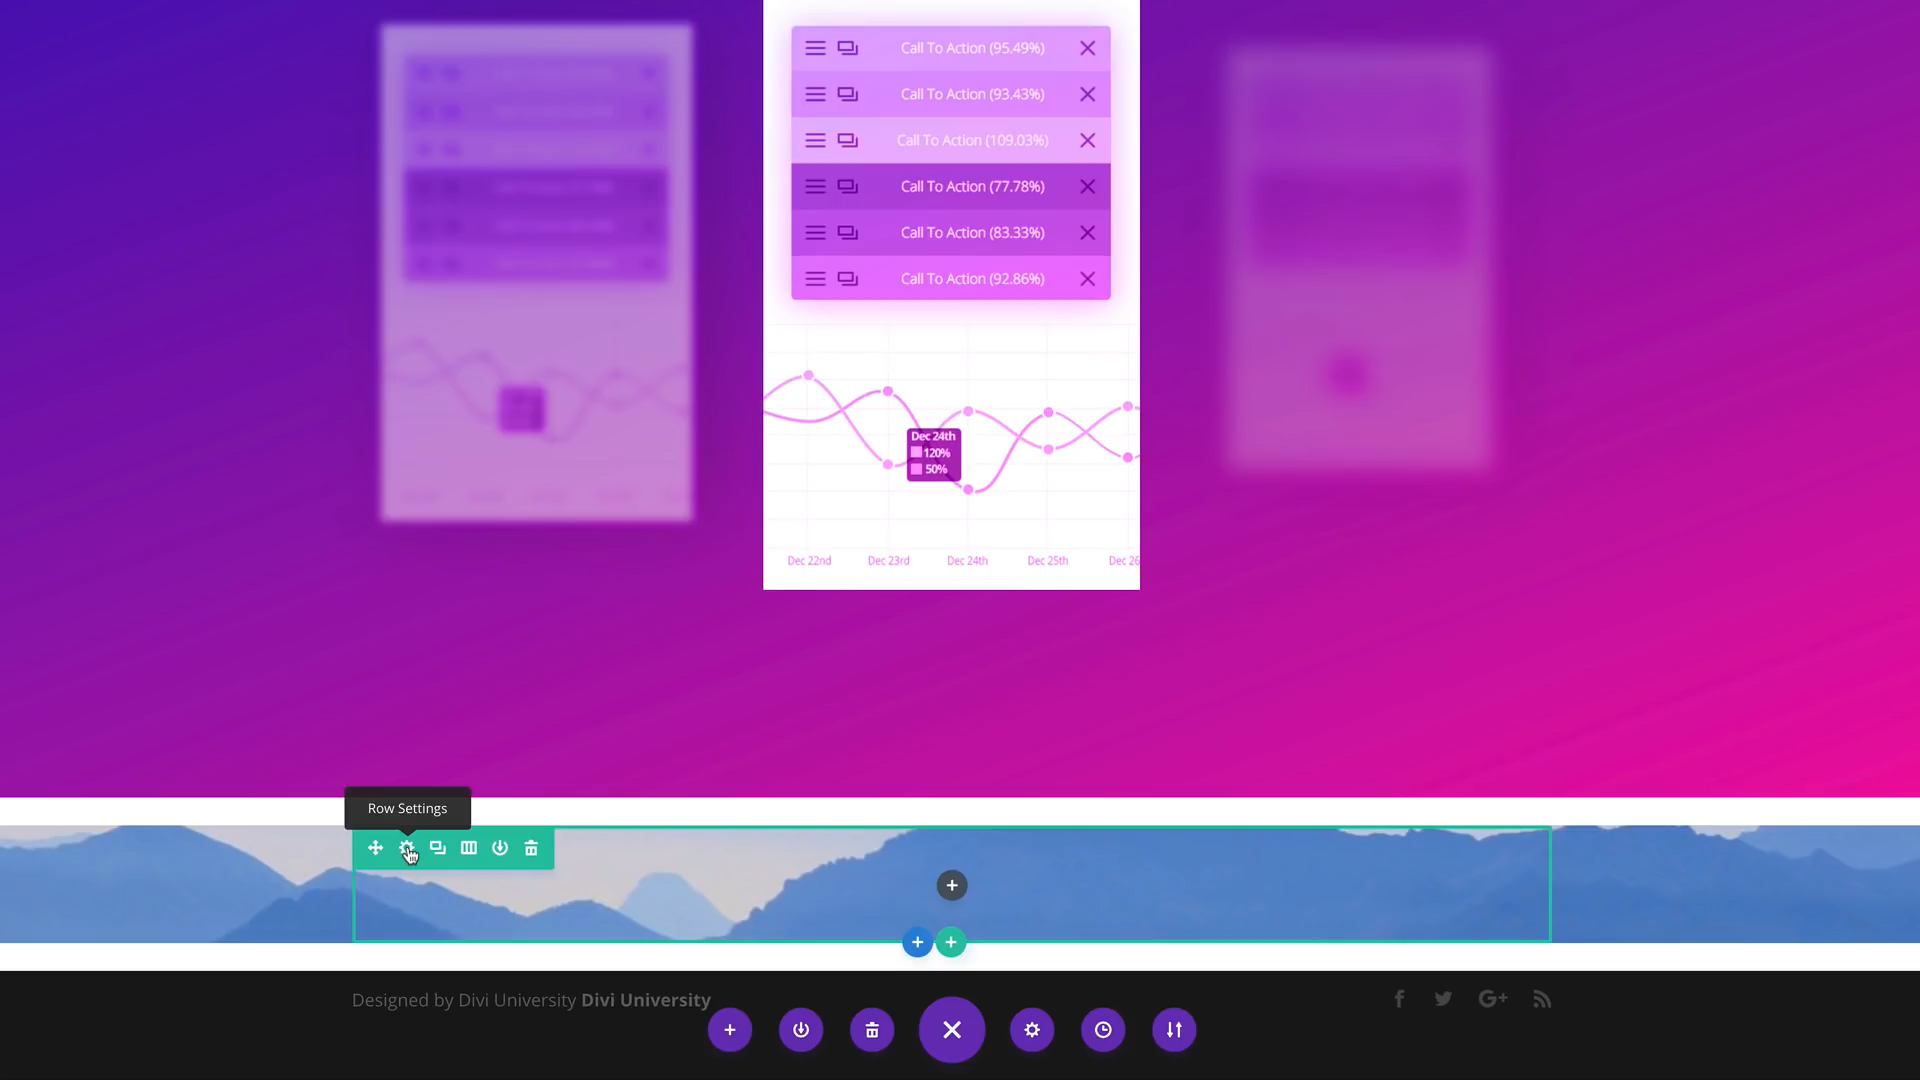 Call To Action (95.49%)
Call To Action (93.43%)
Call To Action (109.03%)
Call To Action (77.78%)
Call To Action (83.33%)
Call To Action (92.86%)
Dec 24th
120%
50%
Dec 22nd Dec 23rd Dec 24th Dec 25th Dec 26
Row Settings
Designed by Divi University Divi University